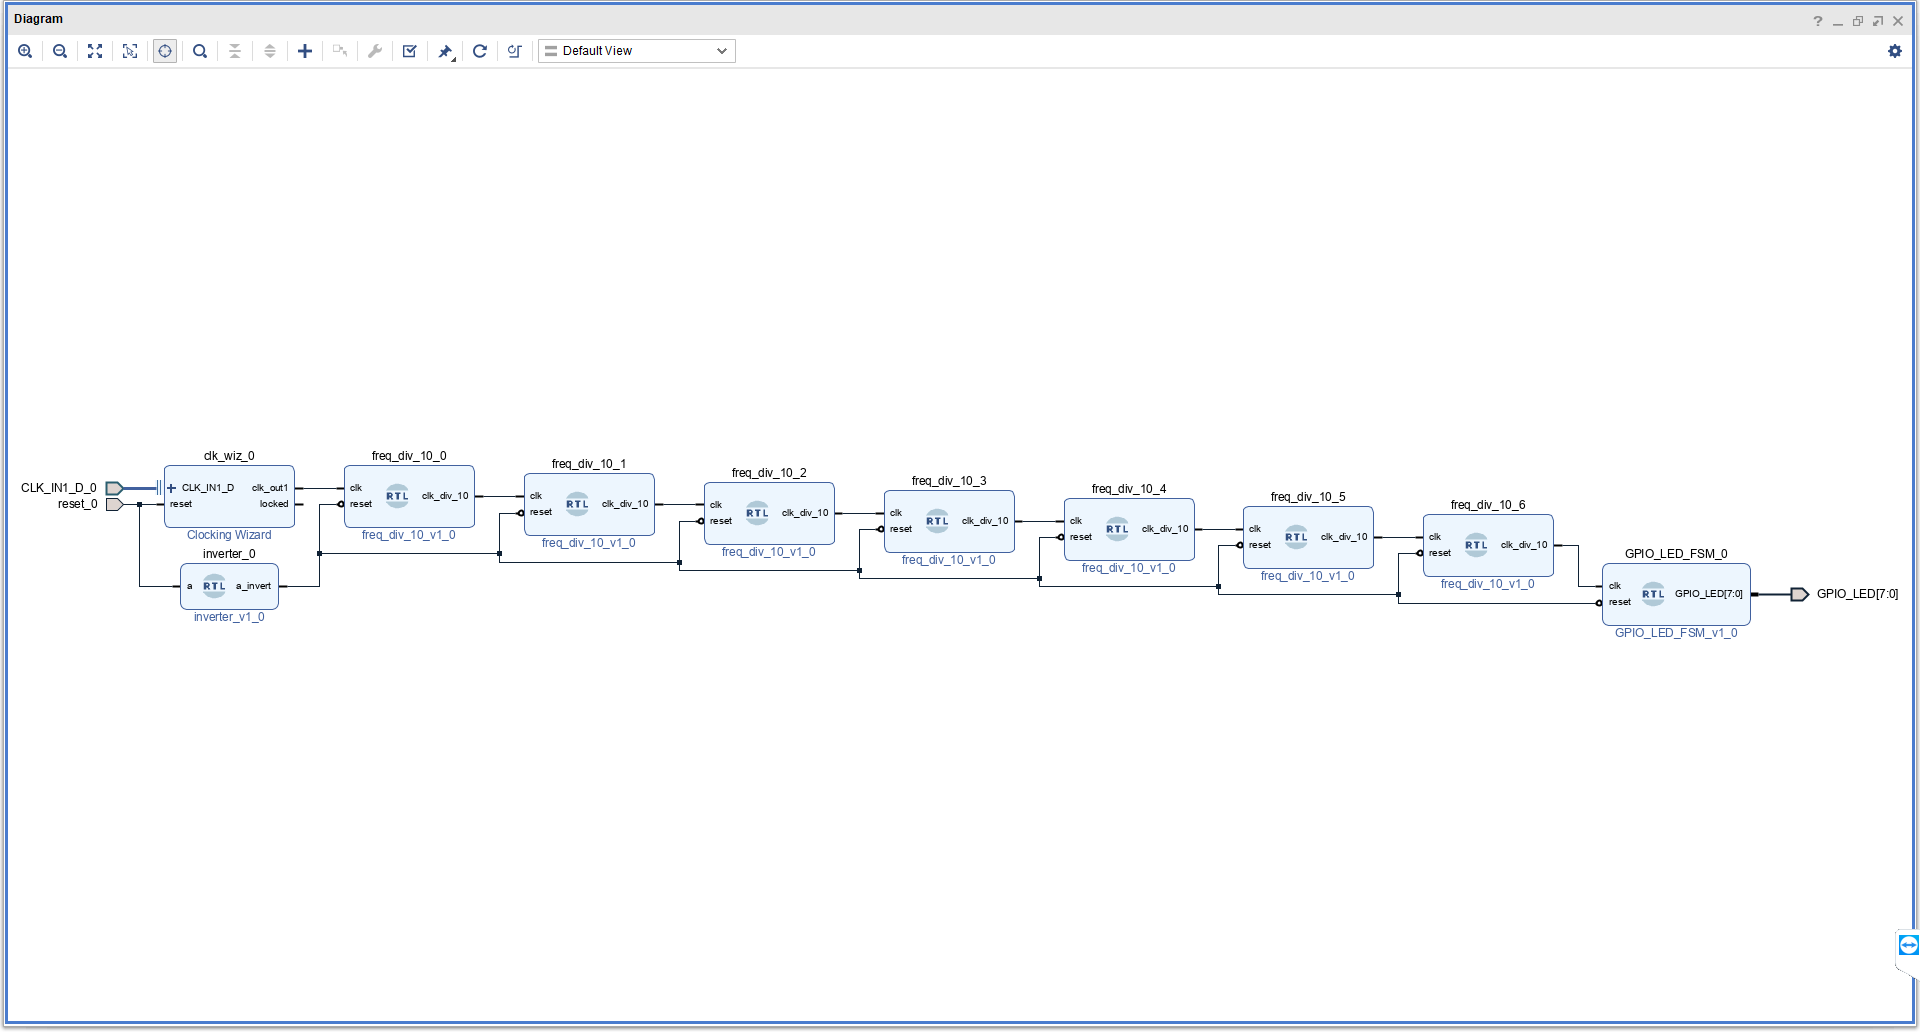 Diagram
Default View
CLK_IN1_D_0
reset_0
clk_wiz_0
CLK_IN1_D
reset
clk_out1
locked
Clocking Wizard
inverter_0
a
RTL
a_invert
inverter_v1_0
freq_div_10_0
clk
reset
RTL
clk_div_10
freq_div_10_v1_0
freq_div_10_1
clk
reset
RTL
clk_div_10
freq_div_10_v1_0
freq_div_10_2
clk
reset
RTL
clk_div_10
freq_div_10_v1_0
freq_div_10_3
clk
reset
RTL
clk_div_10
freq_div_10_v1_0
freq_div_10_4
clk
reset
RTL
clk_div_10
freq_div_10_v1_0
freq_div_10_5
clk
reset
RTL
clk_div_10
freq_div_10_v1_0
freq_div_10_6
clk
reset
RTL
clk_div_10
freq_div_10_v1_0
GPIO_LED_FSM_0
clk
reset
RTL
GPIO_LED[7:0]
GPIO_LED_FSM_v1_0
GPIO_LED[7:0]